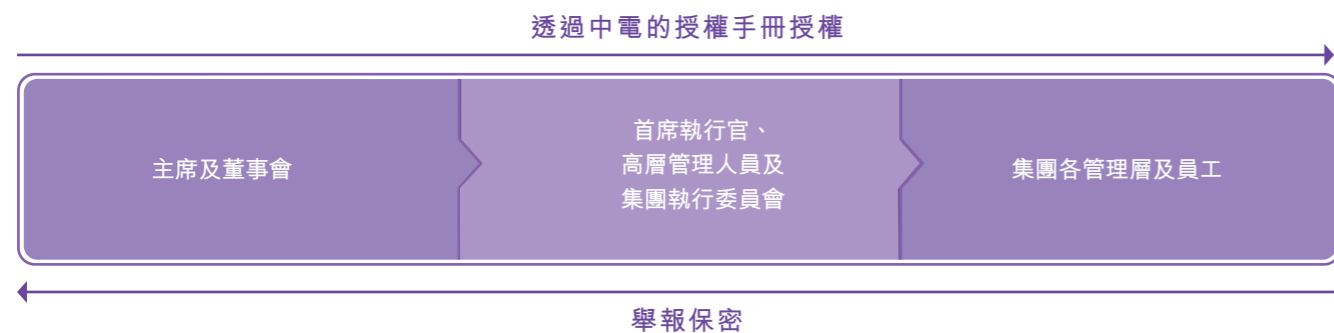 透過中電的授權手冊授權
主席及董事會
首席執行官、
高層管理人員及
集團執行委員會
集團各管理層及員工
舉報保密